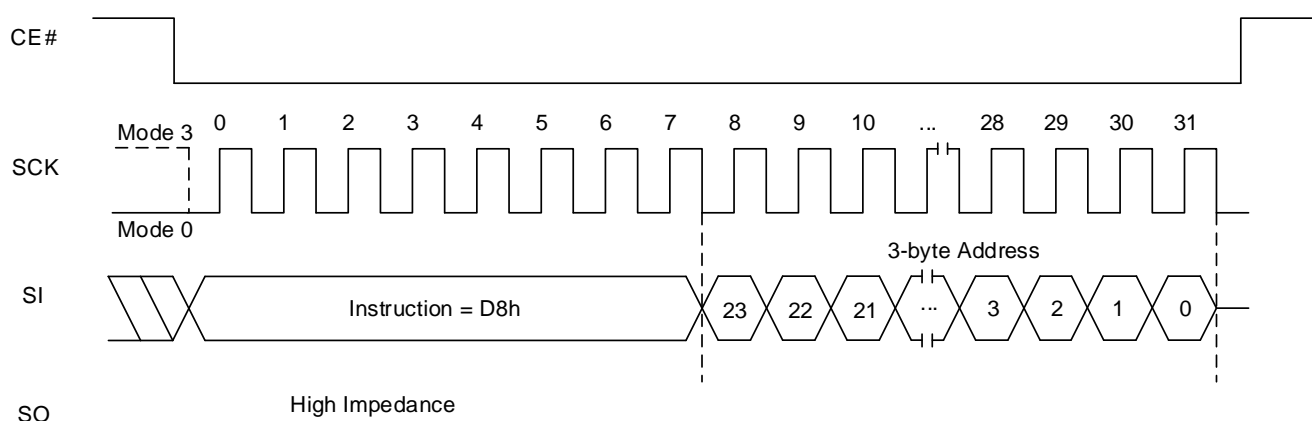 CE#
Mode 3
0 1 2 3 4 5 6 7 8 9 10 ... 28 29 30 31
SCK
Mode 0
3-byte Address
SI
Instruction = D8h
23 22 21 ... 3 2 1 0
High Impedance
SO